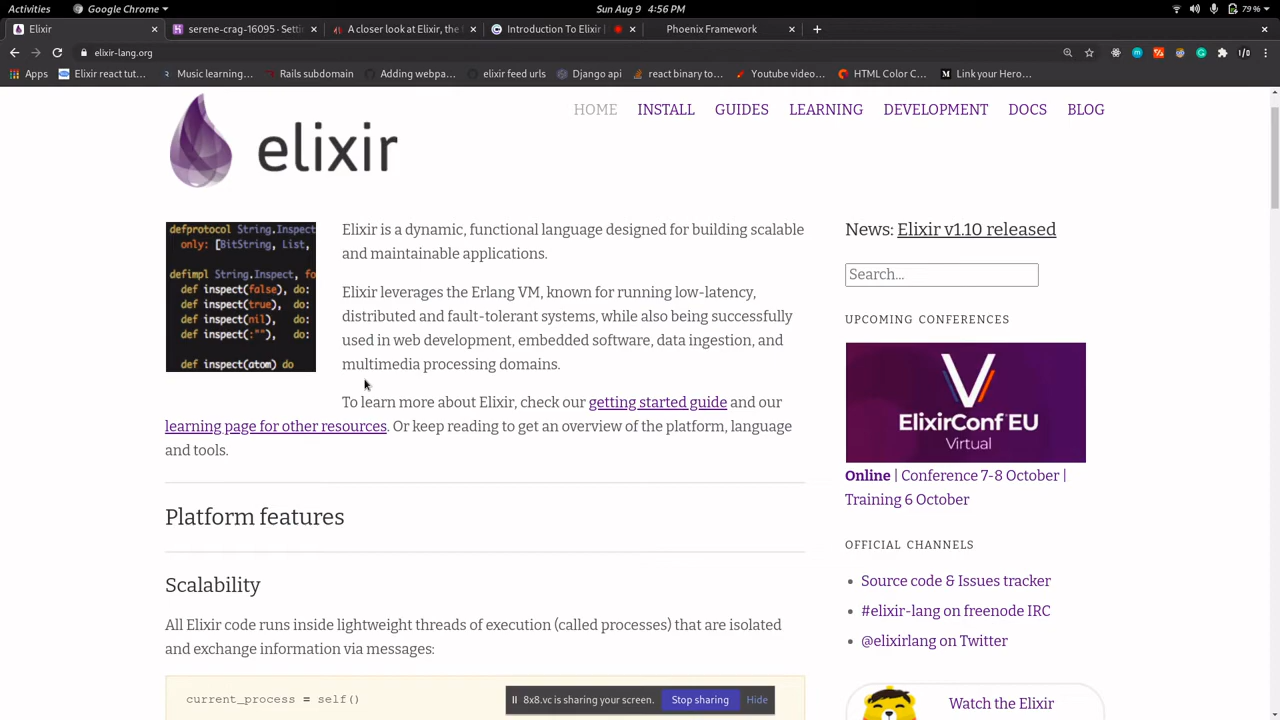 Activities
Google Chrome
Sun Aug 9 4:56 PM
79 %
Elixir
serene-crag-16095 · Setti
A closer look at Elixir, the
Introduction To Elixir
Phoenix Framework
elixir-lang.org
Apps
Elixir react tut...
Music learning...
Rails subdomain
Adding webpa...
elixir feed urls
Django api
react binary to...
Youtube video...
HTML Color C...
Link your Hero...
elixir
HOME INSTALL GUIDES LEARNING DEVELOPMENT DOCS BLOG
defprotocol String.Inspect
only: [BitString, List,
defimpl String.Inspect, fo
def inspect(false), do:
def inspect(true), do:
def inspect(nil), do:
def inspect(:""), do:
def inspect(atom) do
Elixir is a dynamic, functional language designed for building scalable
and maintainable applications.
Elixir leverages the Erlang VM, known for running low-latency,
distributed and fault-tolerant systems, while also being successfully
used in web development, embedded software, data ingestion, and
multimedia processing domains.
To learn more about Elixir, check our getting started guide and our
learning page for other resources. Or keep reading to get an overview of the platform, language
and tools.
Platform features
Scalability
All Elixir code runs inside lightweight threads of execution (called processes) that are isolated
and exchange information via messages:
current_process = self()
News: Elixir v1.10 released
Search...
UPCOMING CONFERENCES
ElixirConf EU
Virtual
Online | Conference 7-8 October |
Training 6 October
OFFICIAL CHANNELS
Source code & Issues tracker
#elixir-lang on freenode IRC
@elixirlang on Twitter
Watch the Elixir
8x8.vc is sharing your screen.
Stop sharing
Hide